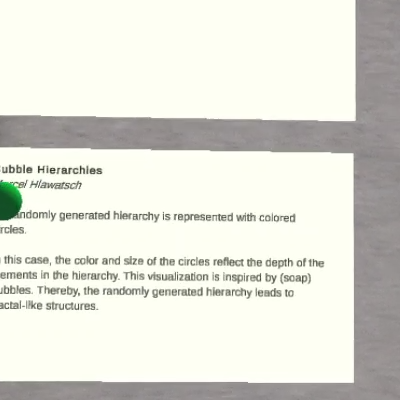 ubble Hierarchies
rcel Hlawatsch
andomly generated hierarchy is represented with colored
rcles.
this case, the color and size of the circles reflect the depth of the
ements in the hierarchy. This visualization is inspired by (soap)
ubbles. Thereby, the randomly generated hierarchy leads to
actal-like structures.